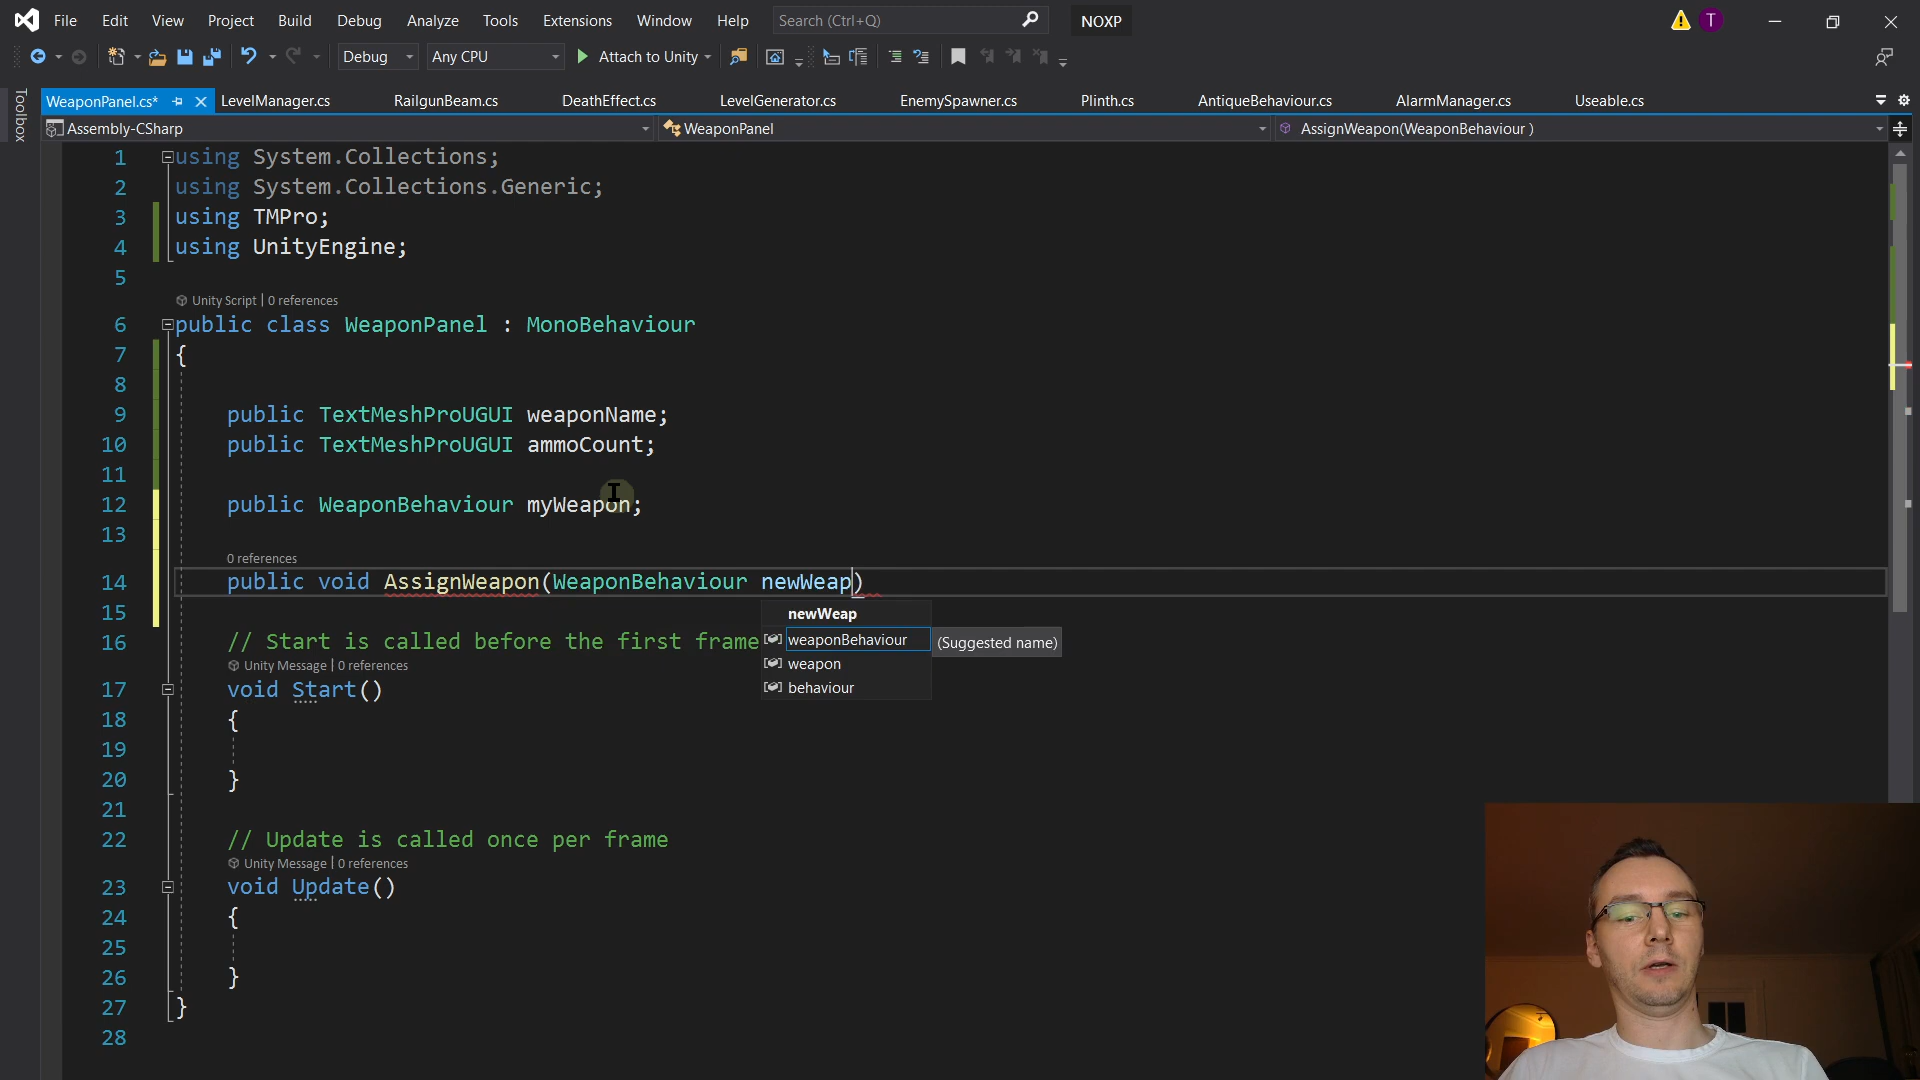 File Edit View Project Build Debug Analyze Tools Extensions Window Help Search (Ctrl+Q) NOXP T
Debug Any CPU Attach to Unity
Toolbox
WeaponPanel.cs* LevelManager.cs RailgunBeam.cs DeathEffect.cs LevelGenerator.cs EnemySpawner.cs Plinth.cs AntiqueBehaviour.cs AlarmManager.cs Useable.cs
Assembly-CSharp WeaponPanel AssignWeapon(WeaponBehaviour )
1 using System.Collections;
2 using System.Collections.Generic;
3 using TMPro;
4 using UnityEngine;
5
Unity Script | 0 references
6 public class WeaponPanel : MonoBehaviour
7 {
8
9 public TextMeshProUGUI weaponName;
10 public TextMeshProUGUI ammoCount;
11
12 public WeaponBehaviour myWeapon;
13
0 references
14 public void AssignWeapon(WeaponBehaviour newWeap)
newWeap
15
weaponBehaviour (Suggested name)
16 // Start is called before the first frame
weapon
Unity Message | 0 references
behaviour
17 void Start()
18 {
19
20 }
21
22 // Update is called once per frame
Unity Message | 0 references
23 void Update()
24 {
25
26 }
27 }
28